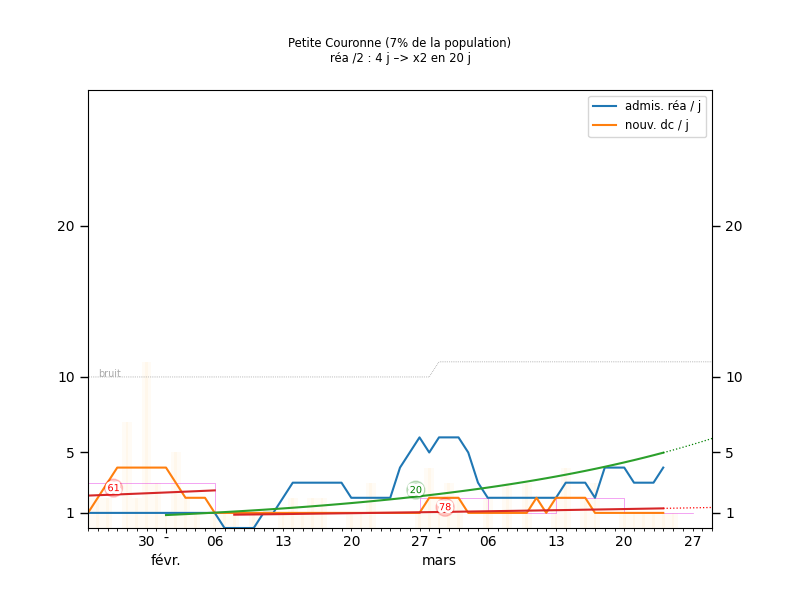 Petite Couronne (7% de la population)
réa /2 : 4 j –> x2 en 20 j
admis. réa / j
nouv. dc / j
20
20
bruit
10
10
5
5
61
20
78
1
1
30
06
13
20
27
06
13
20
27
févr.
mars